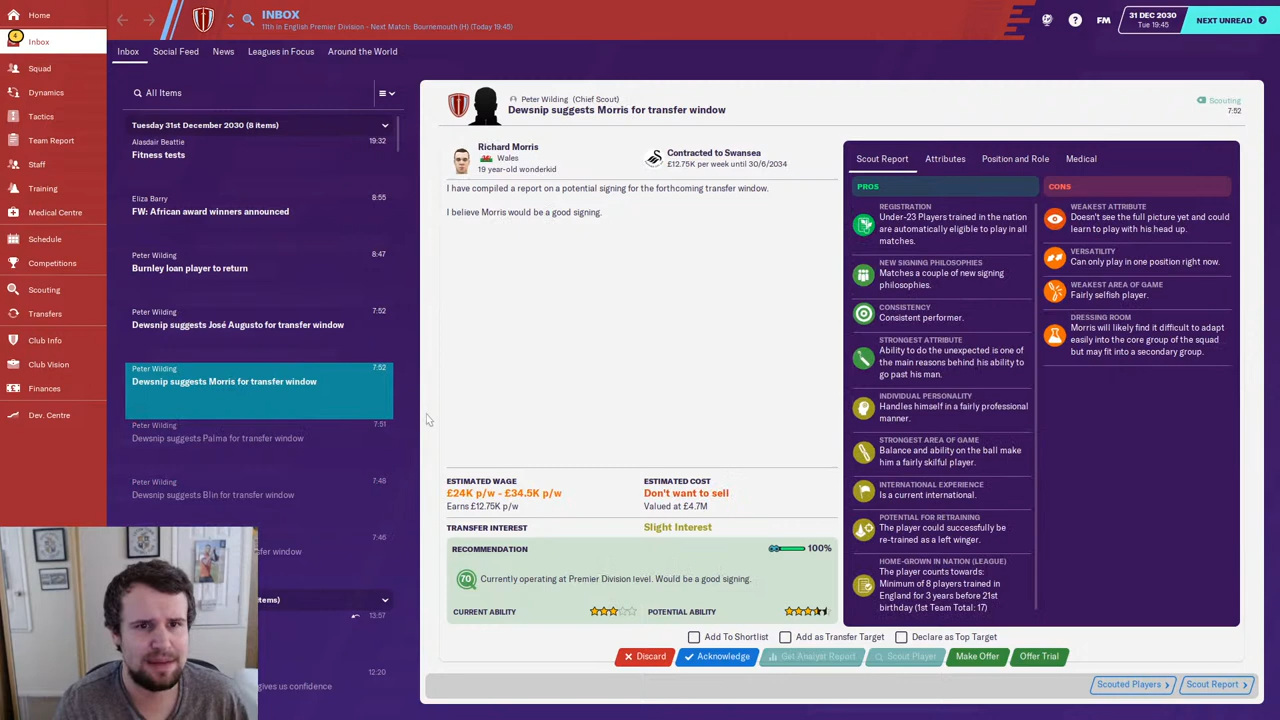 Home
4
Inbox
Squad
Dynamics
Tactics
Team Report
Staff
Training
Medical Centre
Schedule
Competitions
Scouting
Transfers
Club Info
Club Vision
Finances
Dev. Centre
INBOX
11th in English Premier Division - Next Match: Bournemouth (H) (Today 19:45)
?
FM
31 DEC 2030
Tue 19:45
NEXT UNREAD
Inbox
Social Feed
News
Leagues in Focus
Around the World
All Items
Tuesday 31st December 2030 (8 items)
Alasdair Beattie
19:32
Fitness tests
Eliza Barry
8:55
FW: African award winners announced
Peter Wilding
8:47
Burnley loan player to return
Peter Wilding
7:52
Dewsnip suggests José Augusto for transfer window
Peter Wilding
7:52
Dewsnip suggests Morris for transfer window
Peter Wilding
7:51
Dewsnip suggests Palma for transfer window
Peter Wilding
7:48
Dewsnip suggests Blin for transfer window
7:46
window
13:57
12:20
gives us confidence
Peter Wilding (Chief Scout)
Dewsnip suggests Morris for transfer window
Scouting
7:52
Richard Morris
Wales
19 year-old wonderkid
Contracted to Swansea
£12.75K per week until 30/6/2034
I have compiled a report on a potential signing for the forthcoming transfer window.
I believe Morris would be a good signing.
ESTIMATED WAGE
£24K p/w - £34.5K p/w
Earns £12.75K p/w
ESTIMATED COST
Don't want to sell
Valued at £4.7M
TRANSFER INTEREST
Slight Interest
RECOMMENDATION
100%
70
Currently operating at Premier Division level. Would be a good signing.
CURRENT ABILITY
POTENTIAL ABILITY
Scout Report
Attributes
Position and Role
Medical
PROS
REGISTRATION
Under-23 Players trained in the nation
are automatically eligible to play in all
matches.
NEW SIGNING PHILOSOPHIES
Matches a couple of new signing
philosophies.
CONSISTENCY
Consistent performer.
STRONGEST ATTRIBUTE
Ability to do the unexpected is one of
the main reasons behind his ability to
go past his man.
INDIVIDUAL PERSONALITY
Handles himself in a fairly professional
manner.
STRONGEST AREA OF GAME
Balance and ability on the ball make
him a fairly skilful player.
INTERNATIONAL EXPERIENCE
Is a current international.
POTENTIAL FOR RETRAINING
The player could successfully be
re-trained as a left winger.
HOME-GROWN IN NATION (LEAGUE)
The player counts towards:
Minimum of 8 players trained in
England for 3 years before 21st
birthday (1st Team Total: 17)
CONS
WEAKEST ATTRIBUTE
Doesn't see the full picture yet and could
learn to play with his head up.
VERSATILITY
Can only play in one position right now.
WEAKEST AREA OF GAME
Fairly selfish player.
DRESSING ROOM
Morris will likely find it difficult to adapt
easily into the core group of the squad
but may fit into a secondary group.
Add To Shortlist
Add as Transfer Target
Declare as Top Target
Discard
Acknowledge
Get Analyst Report
Scout Player
Make Offer
Offer Trial
Scouted Players
Scout Report